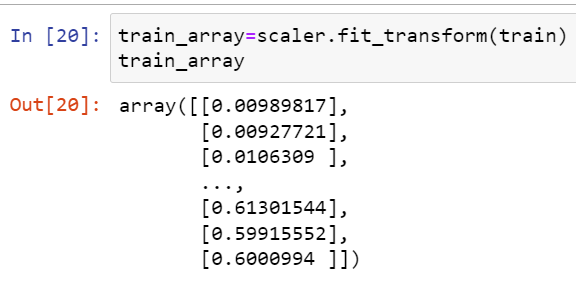 In [20]: train_array=scaler.fit_transform(train)
train_array
Out[20]: array([[0.00989817],
[0.00927721],
[0.0106309 ],
...,
[0.61301544],
[0.59915552],
[0.6000994 ]])